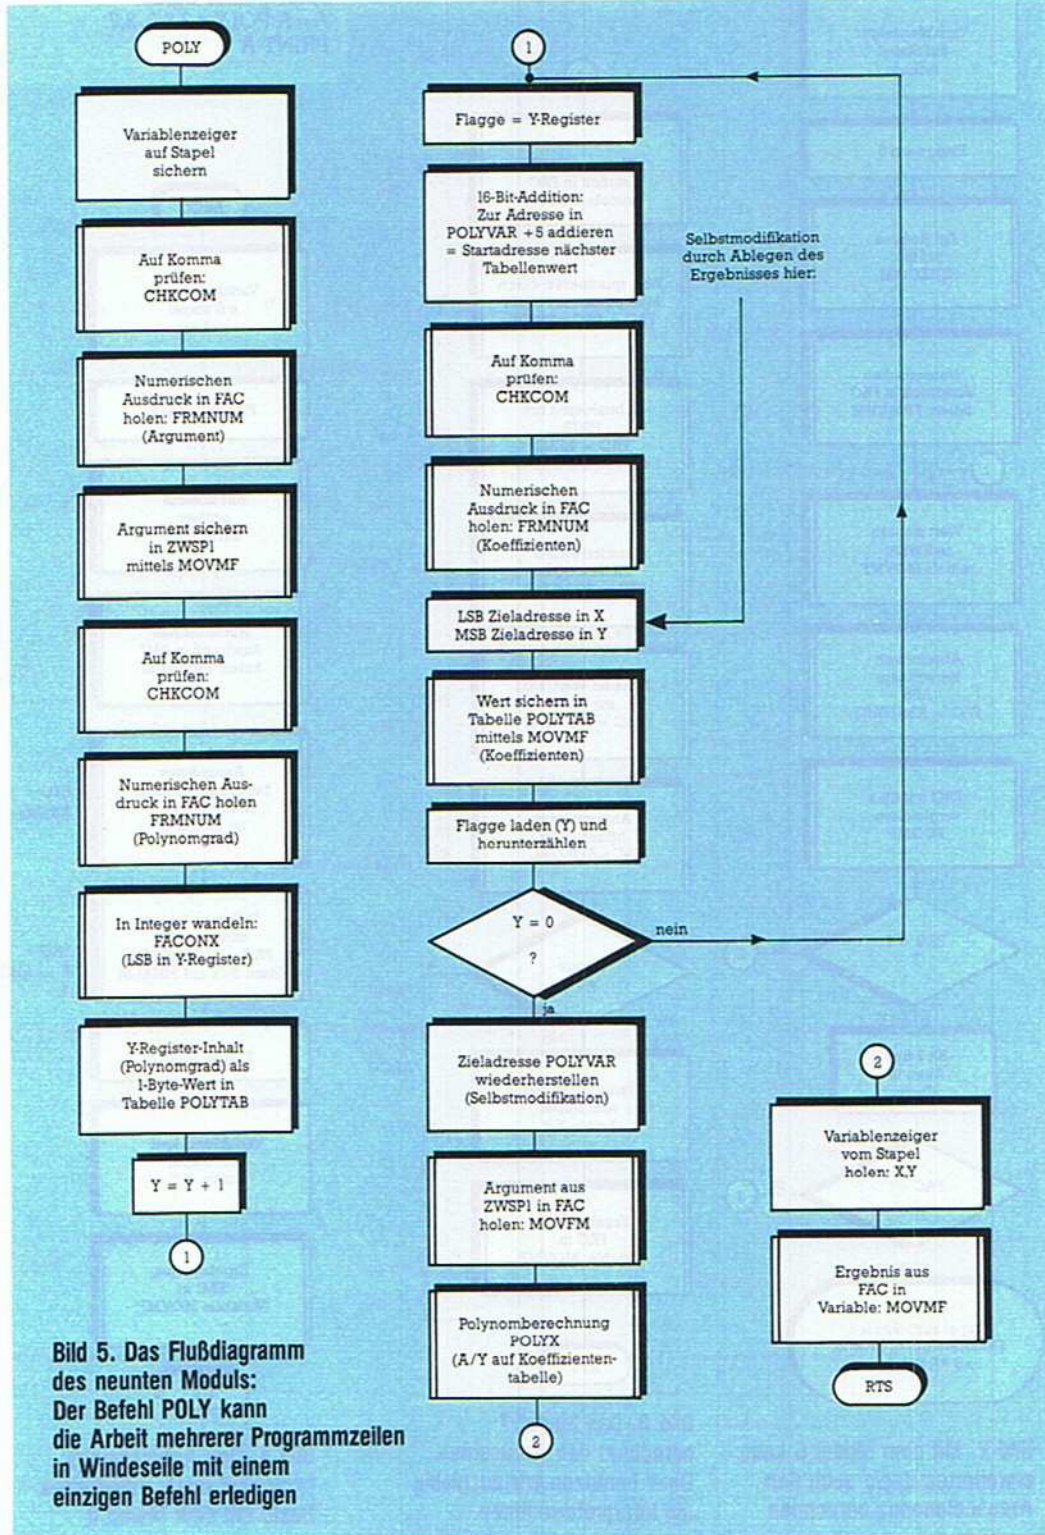 POLY
Variablenzeiger
auf Stapel
sichern
Auf Komma
prüfen:
CHKCOM
Numerischen
Ausdruck in FAC
holen: FRMNUM
(Argument)
Argument sichern
in ZWSP1
mittels MOVMF
Auf Komma
prüfen:
CHKCOM
Numerischen Aus-
druck in FAC holen
FRMNUM
(Polynomgrad)
In Integer wandeln:
FACONX
(LSB in Y-Register)
Y-Register-Inhalt
(Polynomgrad) als
1-Byte-Wert in
Tabelle POLYTAB
Y = Y + 1
1
1
Flagge = Y-Register
16-Bit-Addition:
Zur Adresse in
POLYVAR +5 addieren
= Startadresse nächster
Tabellenwert
Auf Komma
prüfen:
CHKCOM
Numerischen
Ausdruck in FAC
holen: FRMNUM
(Koeffizienten)
Selbstmodifikation
durch Ablegen des
Ergebnisses hier:
LSB Zieladresse in X
MSB Zieladresse in Y
Wert sichern in
Tabelle POLYTAB
mittels MOVMF
(Koeffizienten)
Flagge laden (Y) und
herunterzählen
Y = 0
?
nein
ja
Zieladresse POLYVAR
wiederherstellen
(Selbstmodifikation)
Argument aus
ZWSP1 in FAC
holen: MOVFM
Polynomberechnung
POLYX
(A/Y auf Koeffizienten-
tabelle)
2
2
Variablenzeiger
vom Stapel
holen: X,Y
Ergebnis aus
FAC in
Variable: MOVMF
RTS
Bild 5. Das Flußdiagramm
des neunten Moduls:
Der Befehl POLY kann
die Arbeit mehrerer Programmzeilen
in Windeseile mit einem
einzigen Befehl erledigen